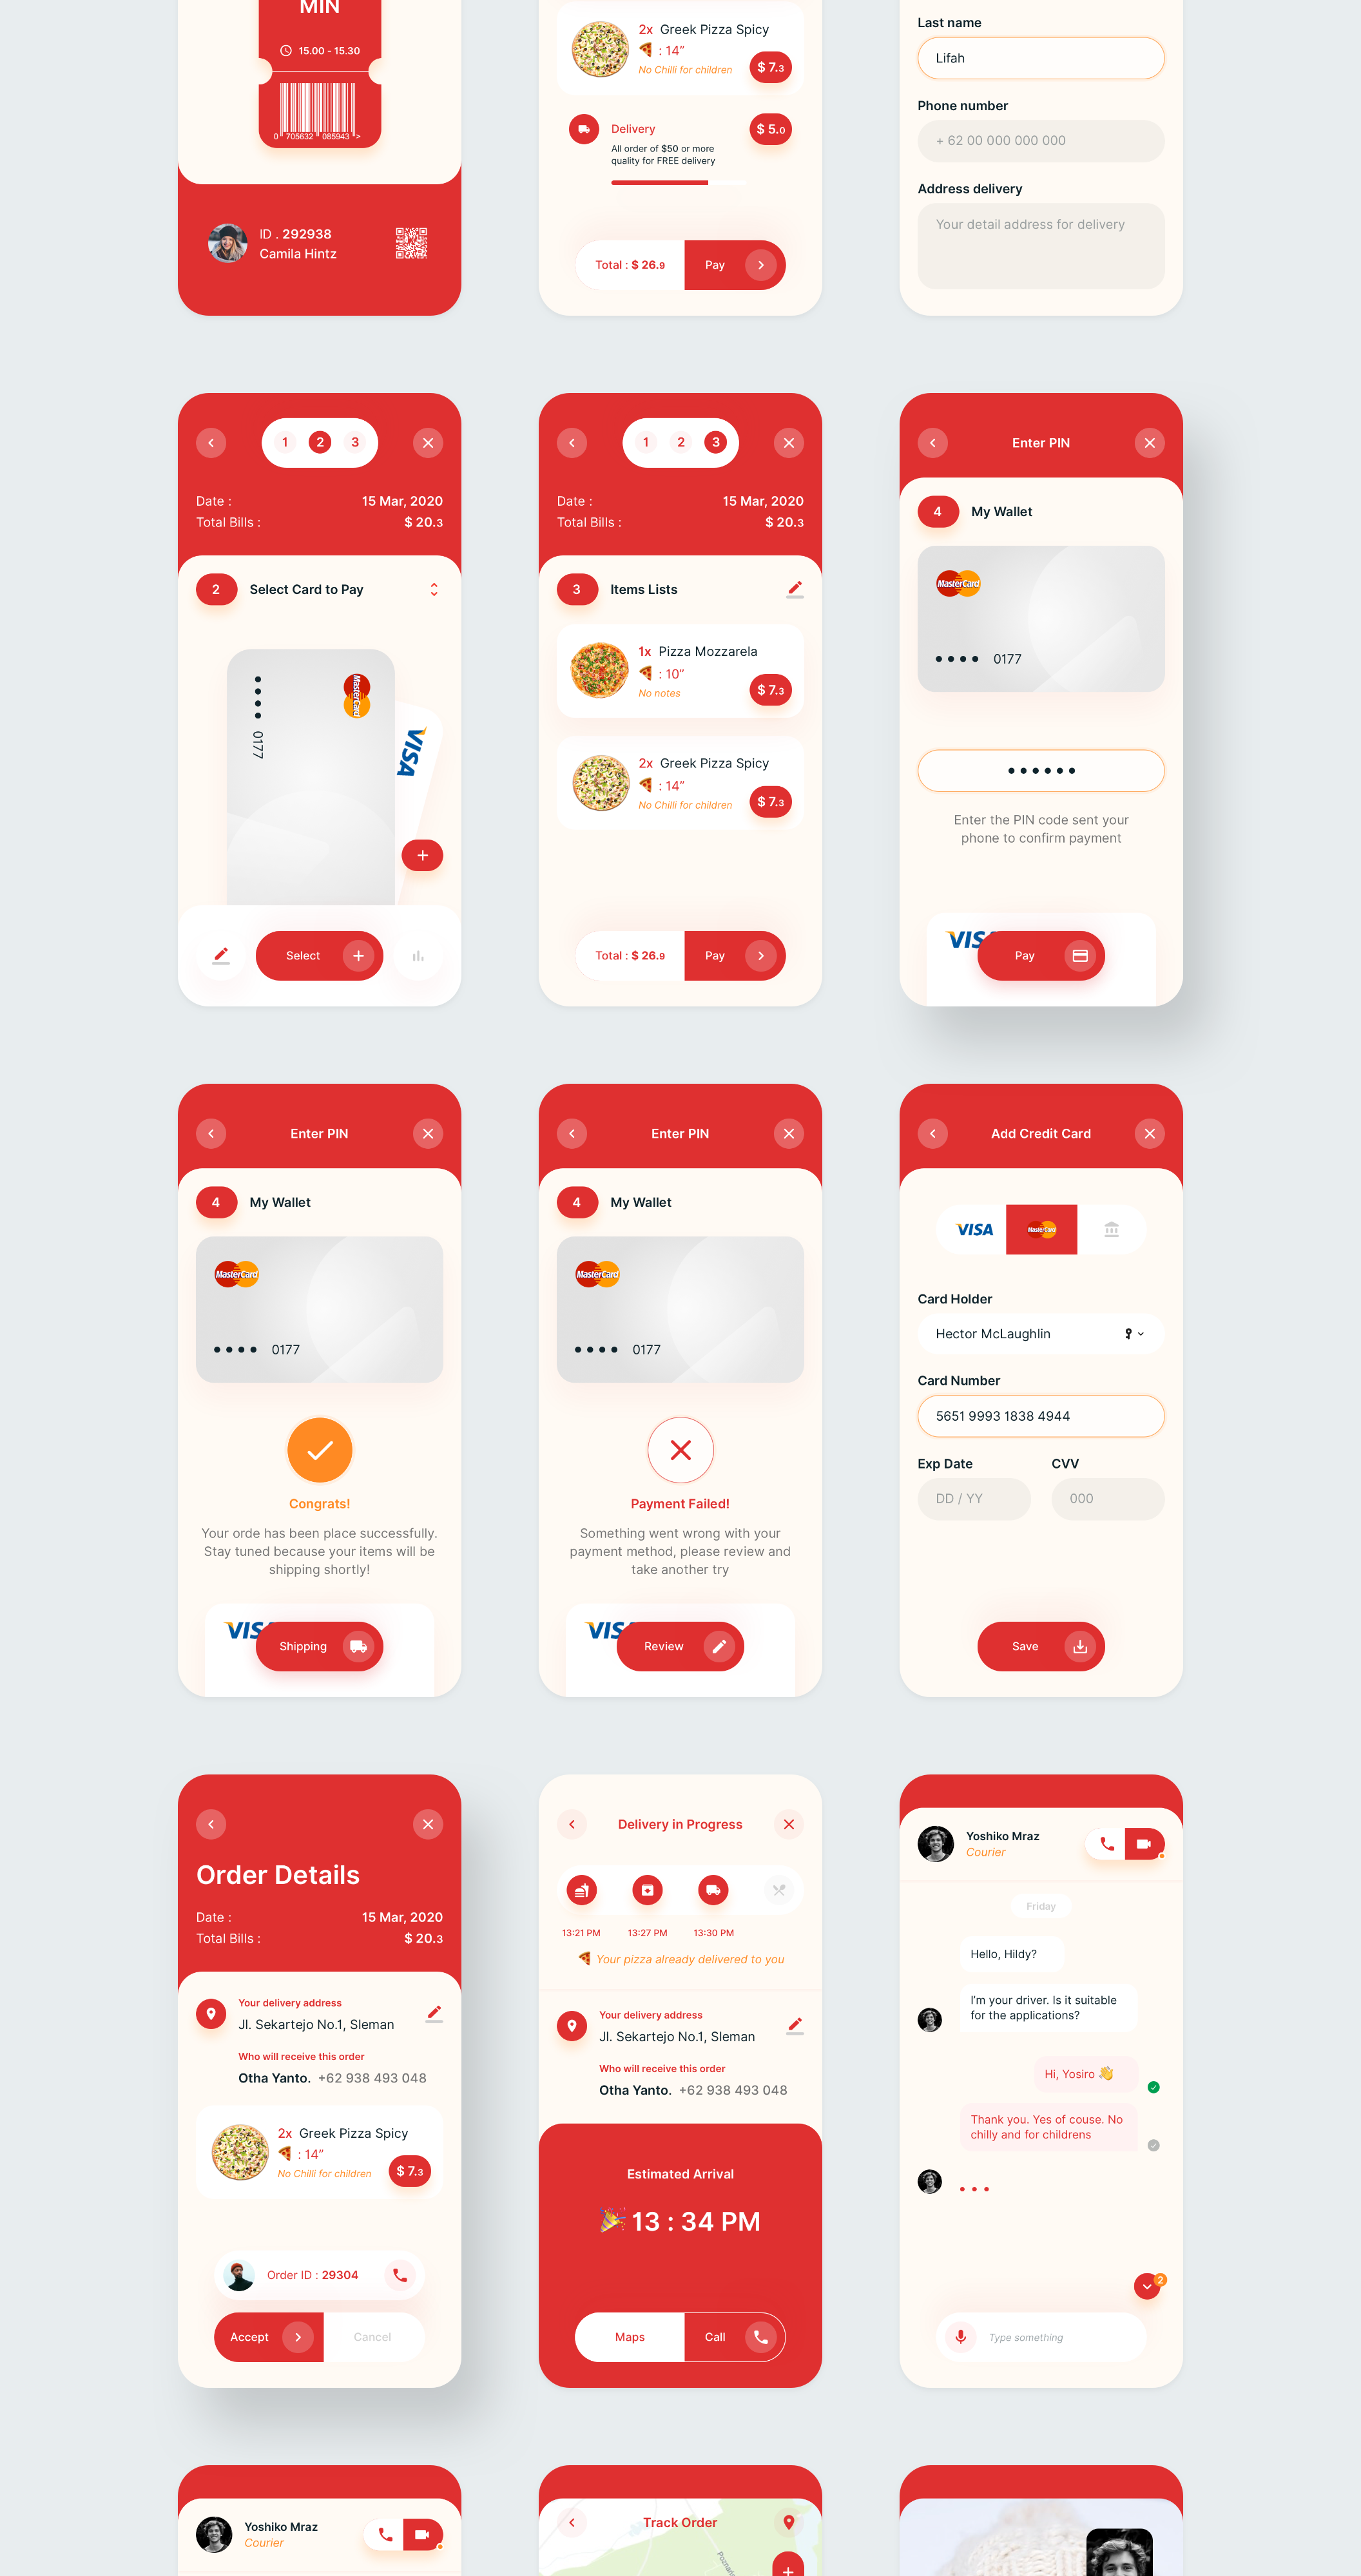 MIN
15.00 - 15.30
0 705632 085943 >
ID . 292938
Camila Hintz
2x Greek Pizza Spicy
🍕 : 14”
No Chilli for children
$ 7.3
Delivery
$ 5.0
All order of $50 or more
quality for FREE delivery
Total : $ 26.9
Pay
Last name
Lifah
Phone number
+ 62 00 000 000 000
Address delivery
Your detail address for delivery
1 2 3
Date : 15 Mar, 2020
Total Bills : $ 20.3
2 Select Card to Pay
MasterCard
0177
VISA
Select
1 2 3
Date : 15 Mar, 2020
Total Bills : $ 20.3
3 Items Lists
1x Pizza Mozzarela
🍕 : 10”
No notes
$ 7.3
2x Greek Pizza Spicy
🍕 : 14”
No Chilli for children
$ 7.3
Total : $ 26.9
Pay
Enter PIN
4 My Wallet
MasterCard
•••• 0177
••••••
Enter the PIN code sent your
phone to confirm payment
VISA
Pay
Enter PIN
4 My Wallet
MasterCard
•••• 0177
Congrats!
Your orde has been place successfully.
Stay tuned because your items will be
shipping shortly!
VISA
Shipping
Enter PIN
4 My Wallet
MasterCard
•••• 0177
Payment Failed!
Something went wrong with your
payment method, please review and
take another try
VISA
Review
Add Credit Card
VISA MasterCard
Card Holder
Hector McLaughlin
Card Number
5651 9993 1838 4944
Exp Date CVV
DD / YY 000
Save
Order Details
Date : 15 Mar, 2020
Total Bills : $ 20.3
Your delivery address
Jl. Sekartejo No.1, Sleman
Who will receive this order
Otha Yanto. +62 938 493 048
2x Greek Pizza Spicy
🍕 : 14”
No Chilli for children
$ 7.3
Order ID : 29304
Accept Cancel
Delivery in Progress
13:21 PM 13:27 PM 13:30 PM
🍕 Your pizza already delivered to you
Your delivery address
Jl. Sekartejo No.1, Sleman
Who will receive this order
Otha Yanto. +62 938 493 048
Estimated Arrival
🎉 13 : 34 PM
Maps Call
Yoshiko Mraz
Courier
Friday
Hello, Hildy?
I'm your driver. Is it suitable
for the applications?
Hi, Yosiro 👋
Thank you. Yes of couse. No
chilly and for childrens
2
Type something
Yoshiko Mraz
Courier
Track Order